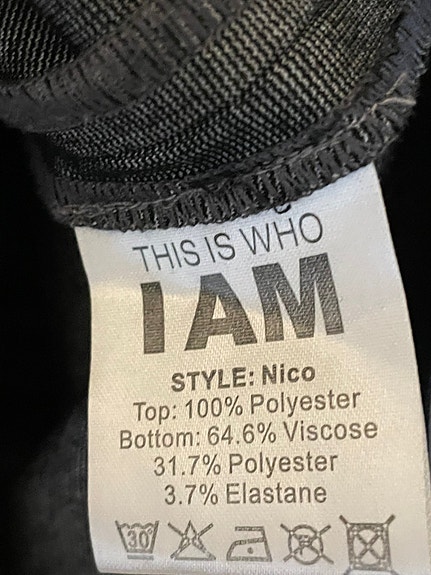 THIS IS WHO
I AM
STYLE: Nico
Top: 100% Polyester
Bottom: 64.6% Viscose
31.7% Polyester
3.7% Elastane
30°